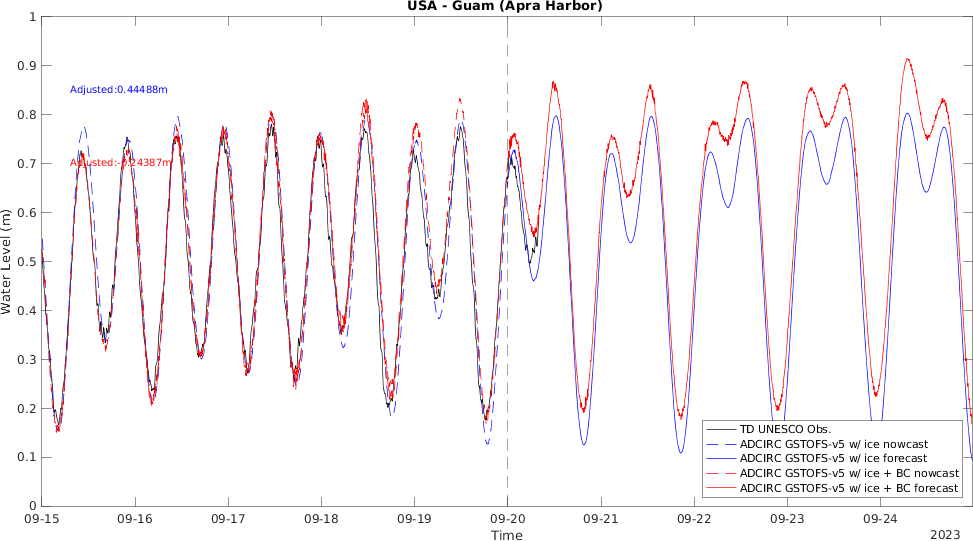 USA - Guam (Apra Harbor)
1
0.9
0.8
0.7
0.6
0.5
0.4
0.3
0.2
0.1
0
Water Level (m)
Adjusted:0.44488m
Adjusted:-0.24387m
TD UNESCO Obs.
ADCIRC GSTOFS-v5 w/ ice nowcast
ADCIRC GSTOFS-v5 w/ ice forecast
ADCIRC GSTOFS-v5 w/ ice + BC nowcast
ADCIRC GSTOFS-v5 w/ ice + BC forecast
09-15 09-16 09-17 09-18 09-19 09-20 09-21 09-22 09-23 09-24
Time
2023